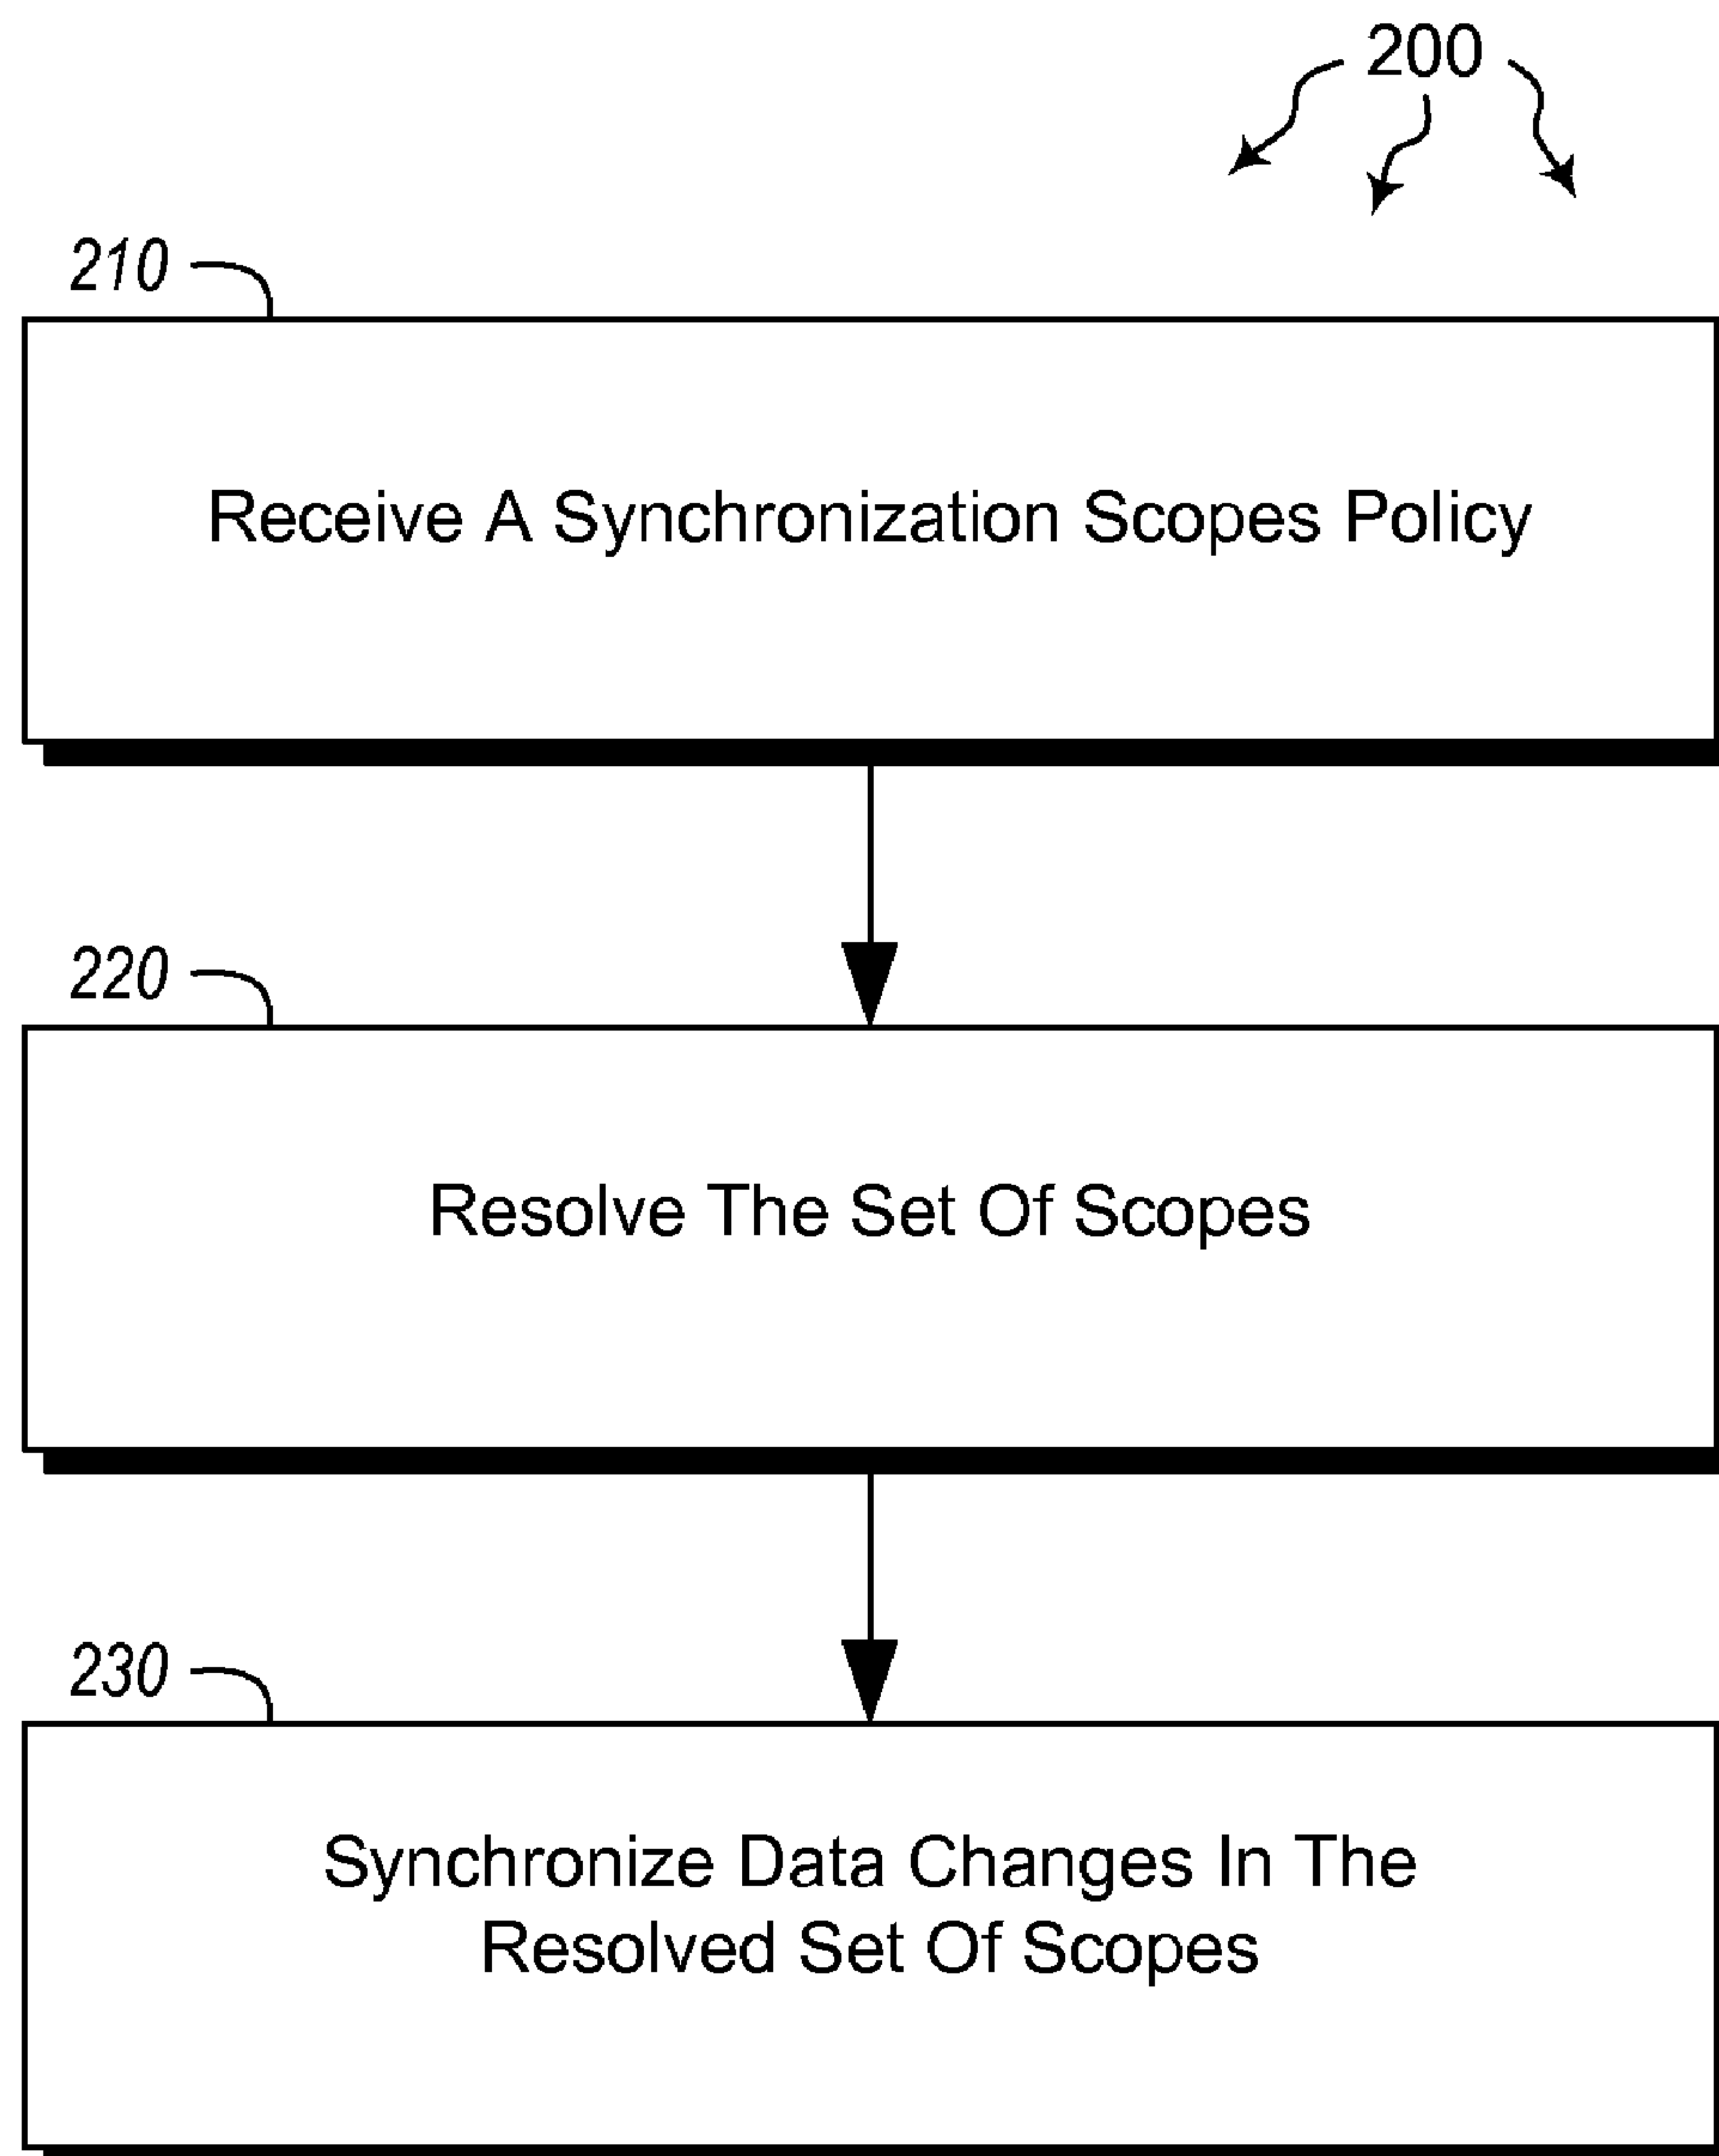 200
210
Receive A Synchronization Scopes Policy
220
Resolve The Set Of Scopes
230
Synchronize Data Changes In The
Resolved Set Of Scopes